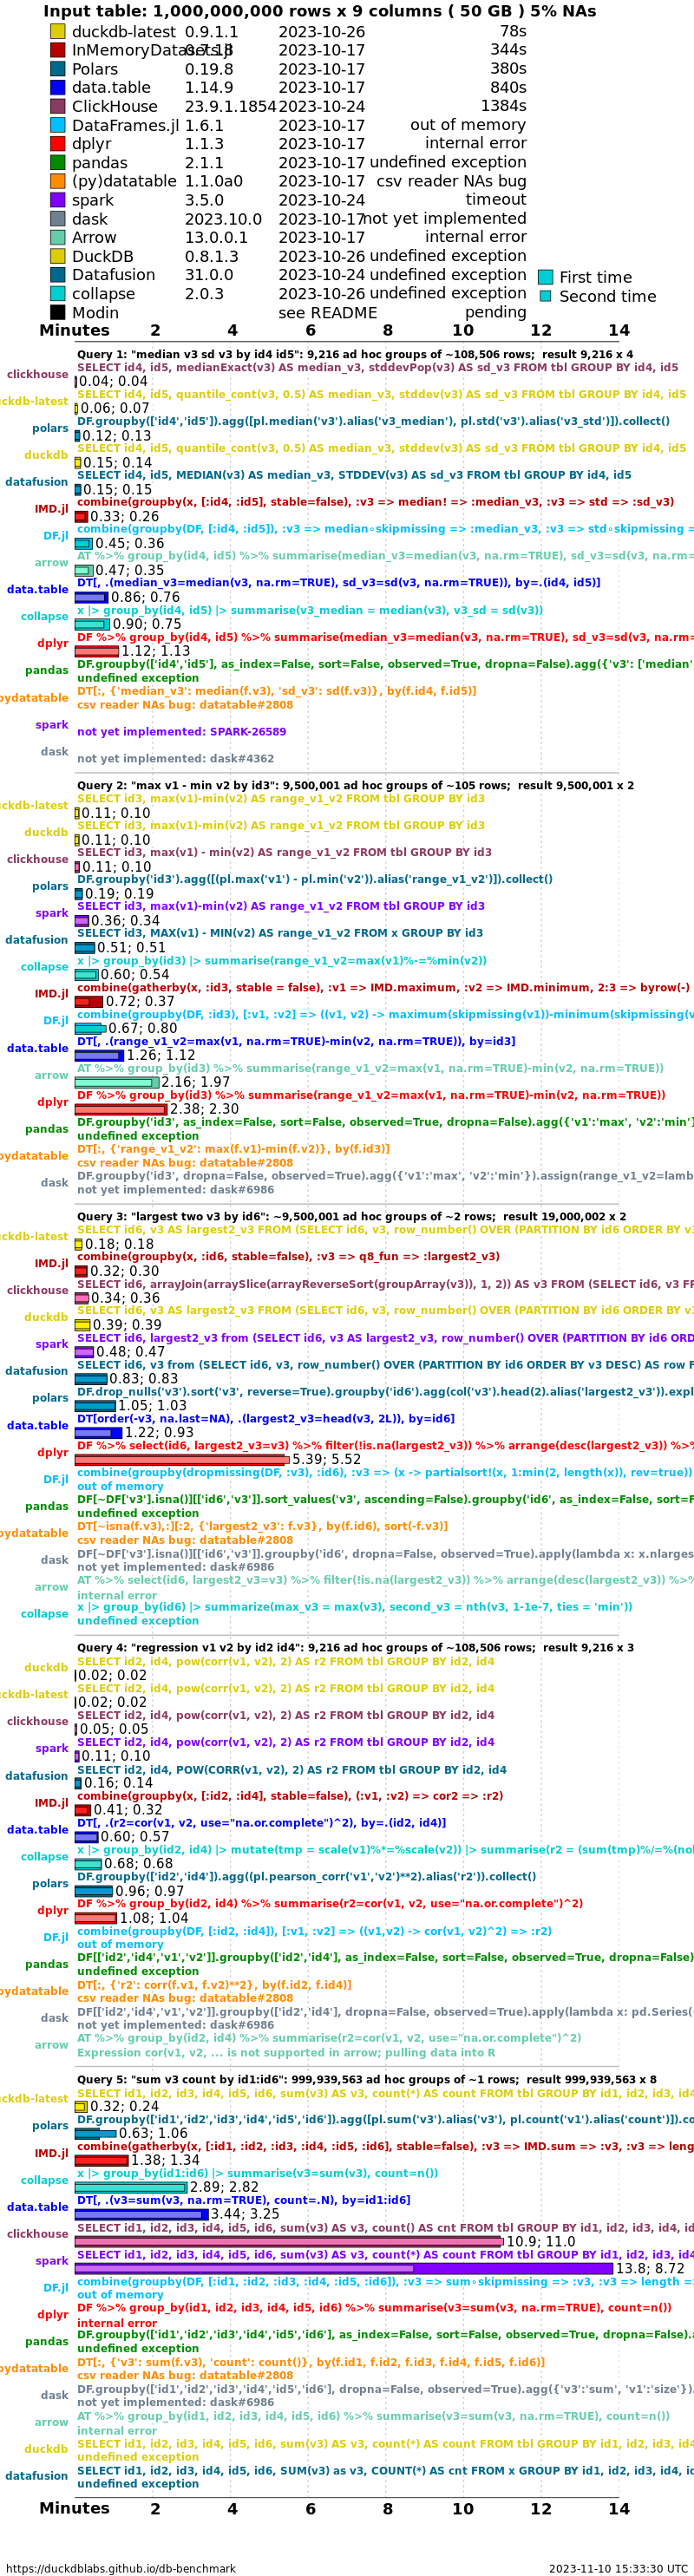 Input table: 1,000,000,000 rows x 9 columns ( 50 GB ) 5% NAs
duckdb-latest 0.9.1.1 2023-10-26 78s
InMemoryDatasets.jl 0.7.18 2023-10-17 344s
Polars 0.19.8 2023-10-17 380s
data.table 1.14.9 2023-10-17 840s
ClickHouse 23.9.1.1854 2023-10-24 1384s
DataFrames.jl 1.6.1 2023-10-17 out of memory
dplyr 1.1.3 2023-10-17 internal error
pandas 2.1.1 2023-10-17 undefined exception
(py)datatable 1.1.0a0 2023-10-17 csv reader NAs bug
spark 3.5.0 2023-10-24 timeout
dask 2023.10.0 2023-10-17 not yet implemented
Arrow 13.0.0.1 2023-10-17 internal error
DuckDB 0.8.1.3 2023-10-26 undefined exception
Datafusion 31.0.0 2023-10-24 undefined exception
collapse 2.0.3 2023-10-26 undefined exception
Modin see README pending
First time
Second time
Minutes 2 4 6 8 10 12 14
Query 1: "median v3 sd v3 by id4 id5": 9,216 ad hoc groups of ~108,506 rows; result 9,216 x 4
clickhouse SELECT id4, id5, medianExact(v3) AS median_v3, stddevPop(v3) AS sd_v3 FROM tbl GROUP BY id4, id5
0.04; 0.04
uckdb-latest SELECT id4, id5, quantile_cont(v3, 0.5) AS median_v3, stddev(v3) AS sd_v3 FROM tbl GROUP BY id4, id5
0.06; 0.07
polars DF.groupby(['id4','id5']).agg([pl.median('v3').alias('v3_median'), pl.std('v3').alias('v3_std')]).collect()
0.12; 0.13
duckdb SELECT id4, id5, quantile_cont(v3, 0.5) AS median_v3, stddev(v3) AS sd_v3 FROM tbl GROUP BY id4, id5
0.15; 0.14
datafusion SELECT id4, id5, MEDIAN(v3) AS median_v3, STDDEV(v3) AS sd_v3 FROM tbl GROUP BY id4, id5
0.15; 0.15
IMD.jl combine(groupby(x, [:id4, :id5], stable=false), :v3 => median! => :median_v3, :v3 => std => :sd_v3)
0.33; 0.26
DF.jl combine(groupby(DF, [:id4, :id5]), :v3 => median∘skipmissing => :median_v3, :v3 => std∘skipmissing =
0.45; 0.36
arrow AT %>% group_by(id4, id5) %>% summarise(median_v3=median(v3, na.rm=TRUE), sd_v3=sd(v3, na.rm=
0.47; 0.35
data.table DT[, .(median_v3=median(v3, na.rm=TRUE), sd_v3=sd(v3, na.rm=TRUE)), by=.(id4, id5)]
0.86; 0.76
collapse x |> group_by(id4, id5) |> summarise(v3_median = median(v3), v3_sd = sd(v3))
0.90; 0.75
dplyr DF %>% group_by(id4, id5) %>% summarise(median_v3=median(v3, na.rm=TRUE), sd_v3=sd(v3, na.rm=
1.12; 1.13
pandas DF.groupby(['id4','id5'], as_index=False, sort=False, observed=True, dropna=False).agg({'v3': ['median'
undefined exception
pydatatable DT[:, {'median_v3': median(f.v3), 'sd_v3': sd(f.v3)}, by(f.id4, f.id5)]
csv reader NAs bug: datatable#2808
spark
not yet implemented: SPARK-26589
dask
not yet implemented: dask#4362
Query 2: "max v1 - min v2 by id3": 9,500,001 ad hoc groups of ~105 rows; result 9,500,001 x 2
uckdb-latest SELECT id3, max(v1)-min(v2) AS range_v1_v2 FROM tbl GROUP BY id3
0.11; 0.10
duckdb SELECT id3, max(v1)-min(v2) AS range_v1_v2 FROM tbl GROUP BY id3
0.11; 0.10
clickhouse SELECT id3, max(v1) - min(v2) AS range_v1_v2 FROM tbl GROUP BY id3
0.11; 0.10
polars DF.groupby('id3').agg([(pl.max('v1') - pl.min('v2')).alias('range_v1_v2')]).collect()
0.19; 0.19
spark SELECT id3, max(v1)-min(v2) AS range_v1_v2 FROM tbl GROUP BY id3
0.36; 0.34
datafusion SELECT id3, MAX(v1) - MIN(v2) AS range_v1_v2 FROM x GROUP BY id3
0.51; 0.51
collapse x |> group_by(id3) |> summarise(range_v1_v2=max(v1)%-=%min(v2))
0.60; 0.54
IMD.jl combine(gatherby(x, :id3, stable = false), :v1 => IMD.maximum, :v2 => IMD.minimum, 2:3 => byrow(-)
0.72; 0.37
DF.jl combine(groupby(DF, :id3), [:v1, :v2] => ((v1, v2) -> maximum(skipmissing(v1))-minimum(skipmissing(v
0.67; 0.80
data.table DT[, .(range_v1_v2=max(v1, na.rm=TRUE)-min(v2, na.rm=TRUE)), by=id3]
1.26; 1.12
arrow AT %>% group_by(id3) %>% summarise(range_v1_v2=max(v1, na.rm=TRUE)-min(v2, na.rm=TRUE))
2.16; 1.97
dplyr DF %>% group_by(id3) %>% summarise(range_v1_v2=max(v1, na.rm=TRUE)-min(v2, na.rm=TRUE))
2.38; 2.30
pandas DF.groupby('id3', as_index=False, sort=False, observed=True, dropna=False).agg({'v1':'max', 'v2':'min'}
undefined exception
pydatatable DT[:, {'range_v1_v2': max(f.v1)-min(f.v2)}, by(f.id3)]
csv reader NAs bug: datatable#2808
dask DF.groupby('id3', dropna=False, observed=True).agg({'v1':'max', 'v2':'min'}).assign(range_v1_v2=lamb
not yet implemented: dask#6986
Query 3: "largest two v3 by id6": ~9,500,001 ad hoc groups of ~2 rows; result 19,000,002 x 2
uckdb-latest SELECT id6, v3 AS largest2_v3 FROM (SELECT id6, v3, row_number() OVER (PARTITION BY id6 ORDER BY v3
0.18; 0.18
IMD.jl combine(groupby(x, :id6, stable=false), :v3 => q8_fun => :largest2_v3)
0.32; 0.30
clickhouse SELECT id6, arrayJoin(arraySlice(arrayReverseSort(groupArray(v3)), 1, 2)) AS v3 FROM (SELECT id6, v3 FR
0.34; 0.36
duckdb SELECT id6, v3 AS largest2_v3 FROM (SELECT id6, v3, row_number() OVER (PARTITION BY id6 ORDER BY v3
0.39; 0.39
spark SELECT id6, largest2_v3 from (SELECT id6, v3 AS largest2_v3, row_number() OVER (PARTITION BY id6 ORD
0.48; 0.47
datafusion SELECT id6, v3 from (SELECT id6, v3, row_number() OVER (PARTITION BY id6 ORDER BY v3 DESC) AS row F
0.83; 0.83
polars DF.drop_nulls('v3').sort('v3', reverse=True).groupby('id6').agg(col('v3').head(2).alias('largest2_v3')).expl
1.05; 1.03
data.table DT[order(-v3, na.last=NA), .(largest2_v3=head(v3, 2L)), by=id6]
1.22; 0.93
dplyr DF %>% select(id6, largest2_v3=v3) %>% filter(!is.na(largest2_v3)) %>% arrange(desc(largest2_v3)) %>%
5.39; 5.52
DF.jl combine(groupby(dropmissing(DF, :v3), :id6), :v3 => (x -> partialsort!(x, 1:min(2, length(x)), rev=true))
out of memory
pandas DF[~DF['v3'].isna()][['id6','v3']].sort_values('v3', ascending=False).groupby('id6', as_index=False, sort=F
undefined exception
pydatatable DT[~isna(f.v3),:][:2, {'largest2_v3': f.v3}, by(f.id6), sort(-f.v3)]
csv reader NAs bug: datatable#2808
dask DF[~DF['v3'].isna()][['id6','v3']].groupby('id6', dropna=False, observed=True).apply(lambda x: x.nlarges
not yet implemented: dask#6986
arrow AT %>% select(id6, largest2_v3=v3) %>% filter(!is.na(largest2_v3)) %>% arrange(desc(largest2_v3)) %>%
internal error
collapse x |> group_by(id6) |> summarize(max_v3 = max(v3), second_v3 = nth(v3, 1-1e-7, ties = 'min'))
undefined exception
Query 4: "regression v1 v2 by id2 id4": 9,216 ad hoc groups of ~108,506 rows; result 9,216 x 3
duckdb SELECT id2, id4, pow(corr(v1, v2), 2) AS r2 FROM tbl GROUP BY id2, id4
0.02; 0.02
uckdb-latest SELECT id2, id4, pow(corr(v1, v2), 2) AS r2 FROM tbl GROUP BY id2, id4
0.02; 0.02
clickhouse SELECT id2, id4, pow(corr(v1, v2), 2) AS r2 FROM tbl GROUP BY id2, id4
0.05; 0.05
spark SELECT id2, id4, pow(corr(v1, v2), 2) AS r2 FROM tbl GROUP BY id2, id4
0.11; 0.10
datafusion SELECT id2, id4, POW(CORR(v1, v2), 2) AS r2 FROM tbl GROUP BY id2, id4
0.16; 0.14
IMD.jl combine(groupby(x, [:id2, :id4], stable=false), (:v1, :v2) => cor2 => :r2)
0.41; 0.32
data.table DT[, .(r2=cor(v1, v2, use="na.or.complete")^2), by=.(id2, id4)]
0.60; 0.57
collapse x |> group_by(id2, id4) |> mutate(tmp = scale(v1)%*=%scale(v2)) |> summarise(r2 = (sum(tmp)%/=%(nol
0.68; 0.68
polars DF.groupby(['id2','id4']).agg((pl.pearson_corr('v1','v2')**2).alias('r2')).collect()
0.96; 0.97
dplyr DF %>% group_by(id2, id4) %>% summarise(r2=cor(v1, v2, use="na.or.complete")^2)
1.08; 1.04
DF.jl combine(groupby(DF, [:id2, :id4]), [:v1, :v2] => ((v1,v2) -> cor(v1, v2)^2) => :r2)
out of memory
pandas DF[['id2','id4','v1','v2']].groupby(['id2','id4'], as_index=False, sort=False, observed=True, dropna=False)
undefined exception
pydatatable DT[:, {'r2': corr(f.v1, f.v2)**2}, by(f.id2, f.id4)]
csv reader NAs bug: datatable#2808
dask DF[['id2','id4','v1','v2']].groupby(['id2','id4'], dropna=False, observed=True).apply(lambda x: pd.Series(
not yet implemented: dask#6986
arrow AT %>% group_by(id2, id4) %>% summarise(r2=cor(v1, v2, use="na.or.complete")^2)
Expression cor(v1, v2, ... is not supported in arrow; pulling data into R
Query 5: "sum v3 count by id1:id6": 999,939,563 ad hoc groups of ~1 rows; result 999,939,563 x 8
uckdb-latest SELECT id1, id2, id3, id4, id5, id6, sum(v3) AS v3, count(*) AS count FROM tbl GROUP BY id1, id2, id3, id4
0.32; 0.24
polars DF.groupby(['id1','id2','id3','id4','id5','id6']).agg([pl.sum('v3').alias('v3'), pl.count('v1').alias('count')]).co
0.63; 1.06
IMD.jl combine(gatherby(x, [:id1, :id2, :id3, :id4, :id5, :id6], stable=false), :v3 => IMD.sum => :v3, :v3 => leng
1.38; 1.34
collapse x |> group_by(id1:id6) |> summarise(v3=sum(v3), count=n())
2.89; 2.82
data.table DT[, .(v3=sum(v3, na.rm=TRUE), count=.N), by=id1:id6]
3.44; 3.25
clickhouse SELECT id1, id2, id3, id4, id5, id6, sum(v3) AS v3, count() AS cnt FROM tbl GROUP BY id1, id2, id3, id4, id
10.9; 11.0
spark SELECT id1, id2, id3, id4, id5, id6, sum(v3) AS v3, count(*) AS count FROM tbl GROUP BY id1, id2, id3, id4
13.8; 8.72
DF.jl combine(groupby(DF, [:id1, :id2, :id3, :id4, :id5, :id6]), :v3 => sum∘skipmissing => :v3, :v3 => length =
out of memory
dplyr DF %>% group_by(id1, id2, id3, id4, id5, id6) %>% summarise(v3=sum(v3, na.rm=TRUE), count=n())
internal error
pandas DF.groupby(['id1','id2','id3','id4','id5','id6'], as_index=False, sort=False, observed=True, dropna=False).a
undefined exception
pydatatable DT[:, {'v3': sum(f.v3), 'count': count()}, by(f.id1, f.id2, f.id3, f.id4, f.id5, f.id6)]
csv reader NAs bug: datatable#2808
dask DF.groupby(['id1','id2','id3','id4','id5','id6'], dropna=False, observed=True).agg({'v3':'sum', 'v1':'size'}).
not yet implemented: dask#6986
arrow AT %>% group_by(id1, id2, id3, id4, id5, id6) %>% summarise(v3=sum(v3, na.rm=TRUE), count=n())
internal error
duckdb SELECT id1, id2, id3, id4, id5, id6, sum(v3) AS v3, count(*) AS count FROM tbl GROUP BY id1, id2, id3, id4
undefined exception
datafusion SELECT id1, id2, id3, id4, id5, id6, SUM(v3) as v3, COUNT(*) AS cnt FROM x GROUP BY id1, id2, id3, id4, id
undefined exception
Minutes 2 4 6 8 10 12 14
https://duckdblabs.github.io/db-benchmark 2023-11-10 15:33:30 UTC